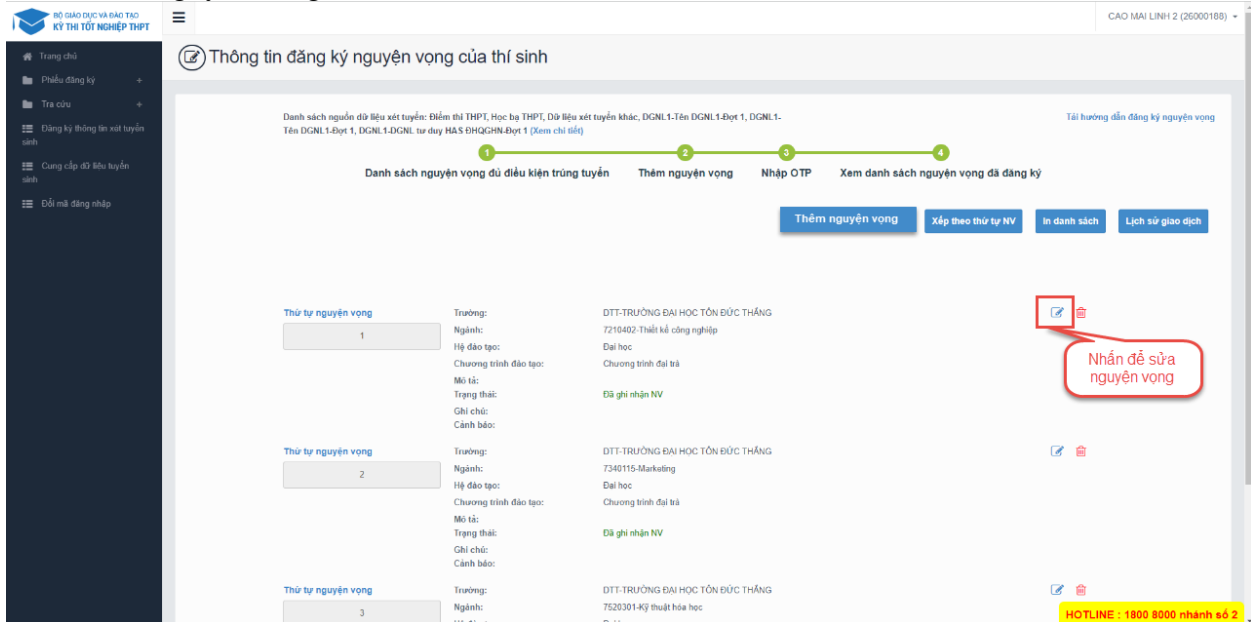 BỘ GIÁO DỤC VÀ ĐÀO TẠO
KỲ THI TỐT NGHIỆP THPT
CAO MAI LINH 2 (26000188)
Trang chủ
Phiếu đăng ký +
Tra cứu +
Đăng ký thông tin xét tuyển
sinh
Cung cấp dữ liệu tuyển
sinh
Đổi mã đăng nhập
Thông tin đăng ký nguyện vọng của thí sinh
Danh sách nguồn dữ liệu xét tuyển: Điểm thi THPT, Học bạ THPT, Dữ liệu xét tuyển khác, DGNL1-Tên DGNL1-Đợt 1, DGNL1-
Tên DGNL1-Đợt 1, DGNL1-DGNL tư duy HAS ĐHQGHN-Đợt 1 (Xem chi tiết)
Tải hướng dẫn đăng ký nguyện vọng
1 2 3 4
Danh sách nguyện vọng đủ điều kiện trúng tuyển Thêm nguyện vọng Nhập OTP Xem danh sách nguyện vọng đã đăng ký
Thêm nguyện vọng Xếp theo thứ tự NV In danh sách Lịch sử giao dịch
Thứ tự nguyện vọng
1
Trường: DTT-TRƯỜNG ĐẠI HỌC TÔN ĐỨC THẮNG
Ngành: 7210402-Thiết kế công nghiệp
Hệ đào tạo: Đại học
Chương trình đào tạo: Chương trình đại trà
Mô tả:
Trạng thái: Đã ghi nhận NV
Ghi chú:
Cảnh báo:
Nhấn để sửa
nguyện vọng
Thứ tự nguyện vọng
2
Trường: DTT-TRƯỜNG ĐẠI HỌC TÔN ĐỨC THẮNG
Ngành: 7340115-Marketing
Hệ đào tạo: Đại học
Chương trình đào tạo: Chương trình đại trà
Mô tả:
Trạng thái: Đã ghi nhận NV
Ghi chú:
Cảnh báo:
Thứ tự nguyện vọng
3
Trường: DTT-TRƯỜNG ĐẠI HỌC TÔN ĐỨC THẮNG
Ngành: 7520301-Kỹ thuật hóa học
HOTLINE : 1800 8000 nhánh số 2